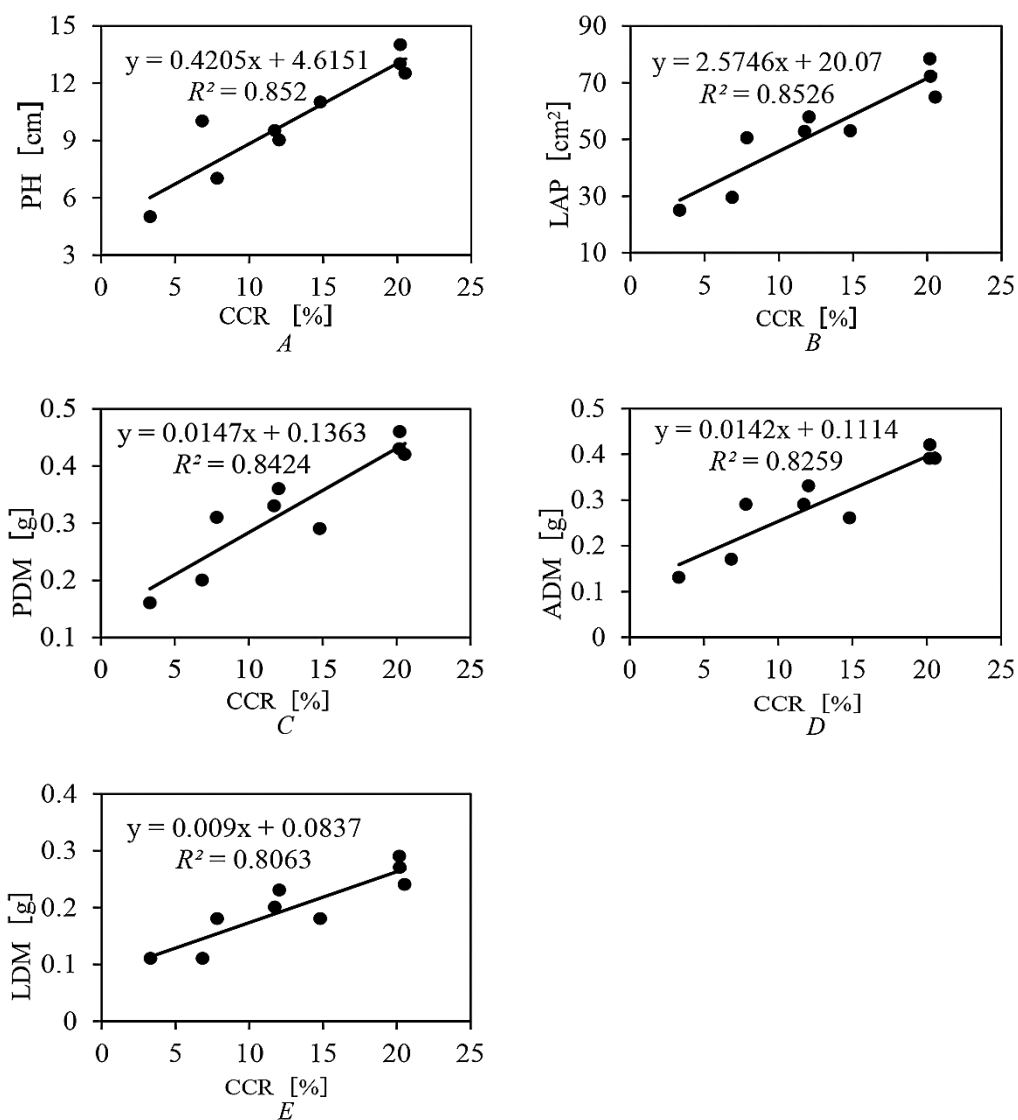 15
12
9
6
3
PH [cm]
y = 0.4205x + 4.6151
R² = 0.852
0 5 10 15 20 25
CCR [%]
A
90
70
50
30
10
LAP [cm²]
y = 2.5746x + 20.07
R² = 0.8526
0 5 10 15 20 25
CCR [%]
B
0.5
0.4
0.3
0.2
0.1
PDM [g]
y = 0.0147x + 0.1363
R² = 0.8424
0 5 10 15 20 25
CCR [%]
C
0.5
0.4
0.3
0.2
0.1
0
ADM [g]
y = 0.0142x + 0.1114
R² = 0.8259
0 5 10 15 20 25
CCR [%]
D
0.4
0.3
0.2
0.1
0
LDM [g]
y = 0.009x + 0.0837
R² = 0.8063
0 5 10 15 20 25
CCR [%]
E